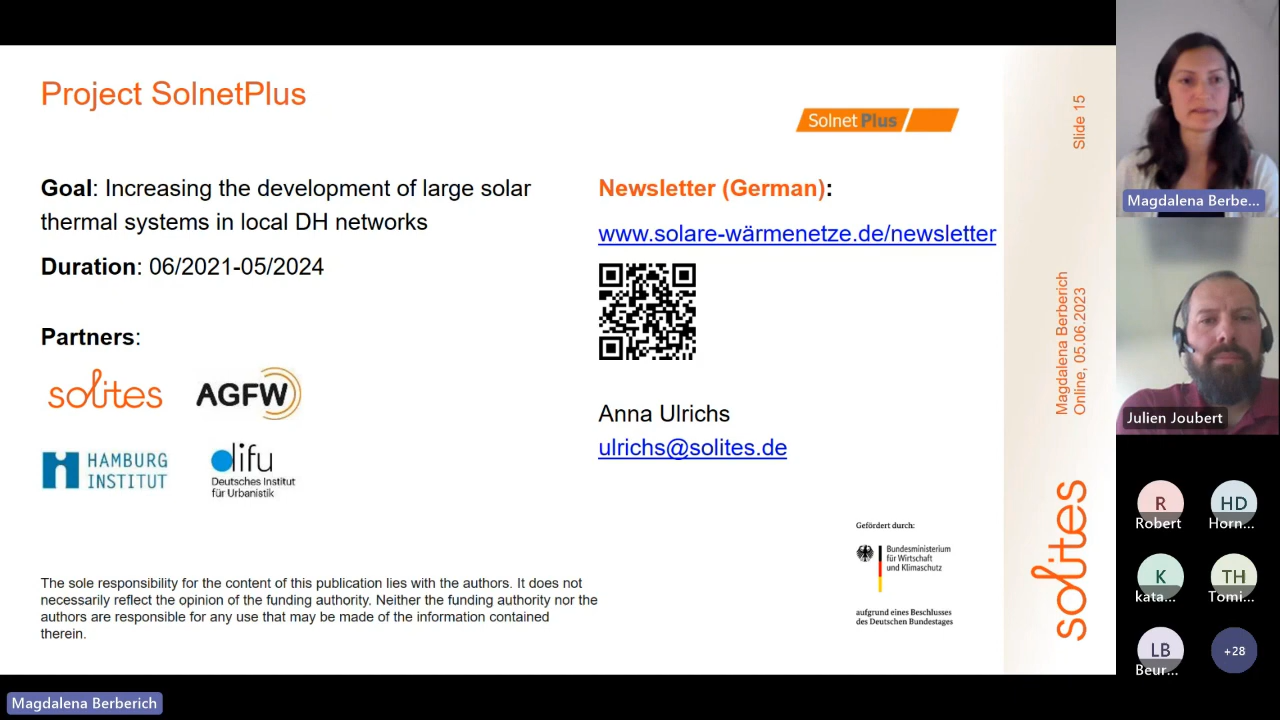 Project SolnetPlus
Solnet Plus
Goal: Increasing the development of large solar
thermal systems in local DH networks
Duration: 06/2021-05/2024
Partners:
solites
AGFW
HAMBURG
INSTITUT
difu
Deutsches Institut
für Urbanistik
Newsletter (German):
www.solare-wärmenetze.de/newsletter
Anna Ulrichs
ulrichs@solites.de
Gefördert durch:
Bundesministerium
für Wirtschaft
und Klimaschutz
aufgrund eines Beschlusses
des Deutschen Bundestages
The sole responsibility for the content of this publication lies with the authors. It does not
necessarily reflect the opinion of the funding authority. Neither the funding authority nor the
authors are responsible for any use that may be made of the information contained
therein.
Slide 15
Magdalena Berberich
Online, 05.06.2023
solites
Magdalena Berbe...
Julien Joubert
R
Robert
HD
Horn...
K
kata...
TH
Tomi...
LB
Beur...
+28
Magdalena Berberich